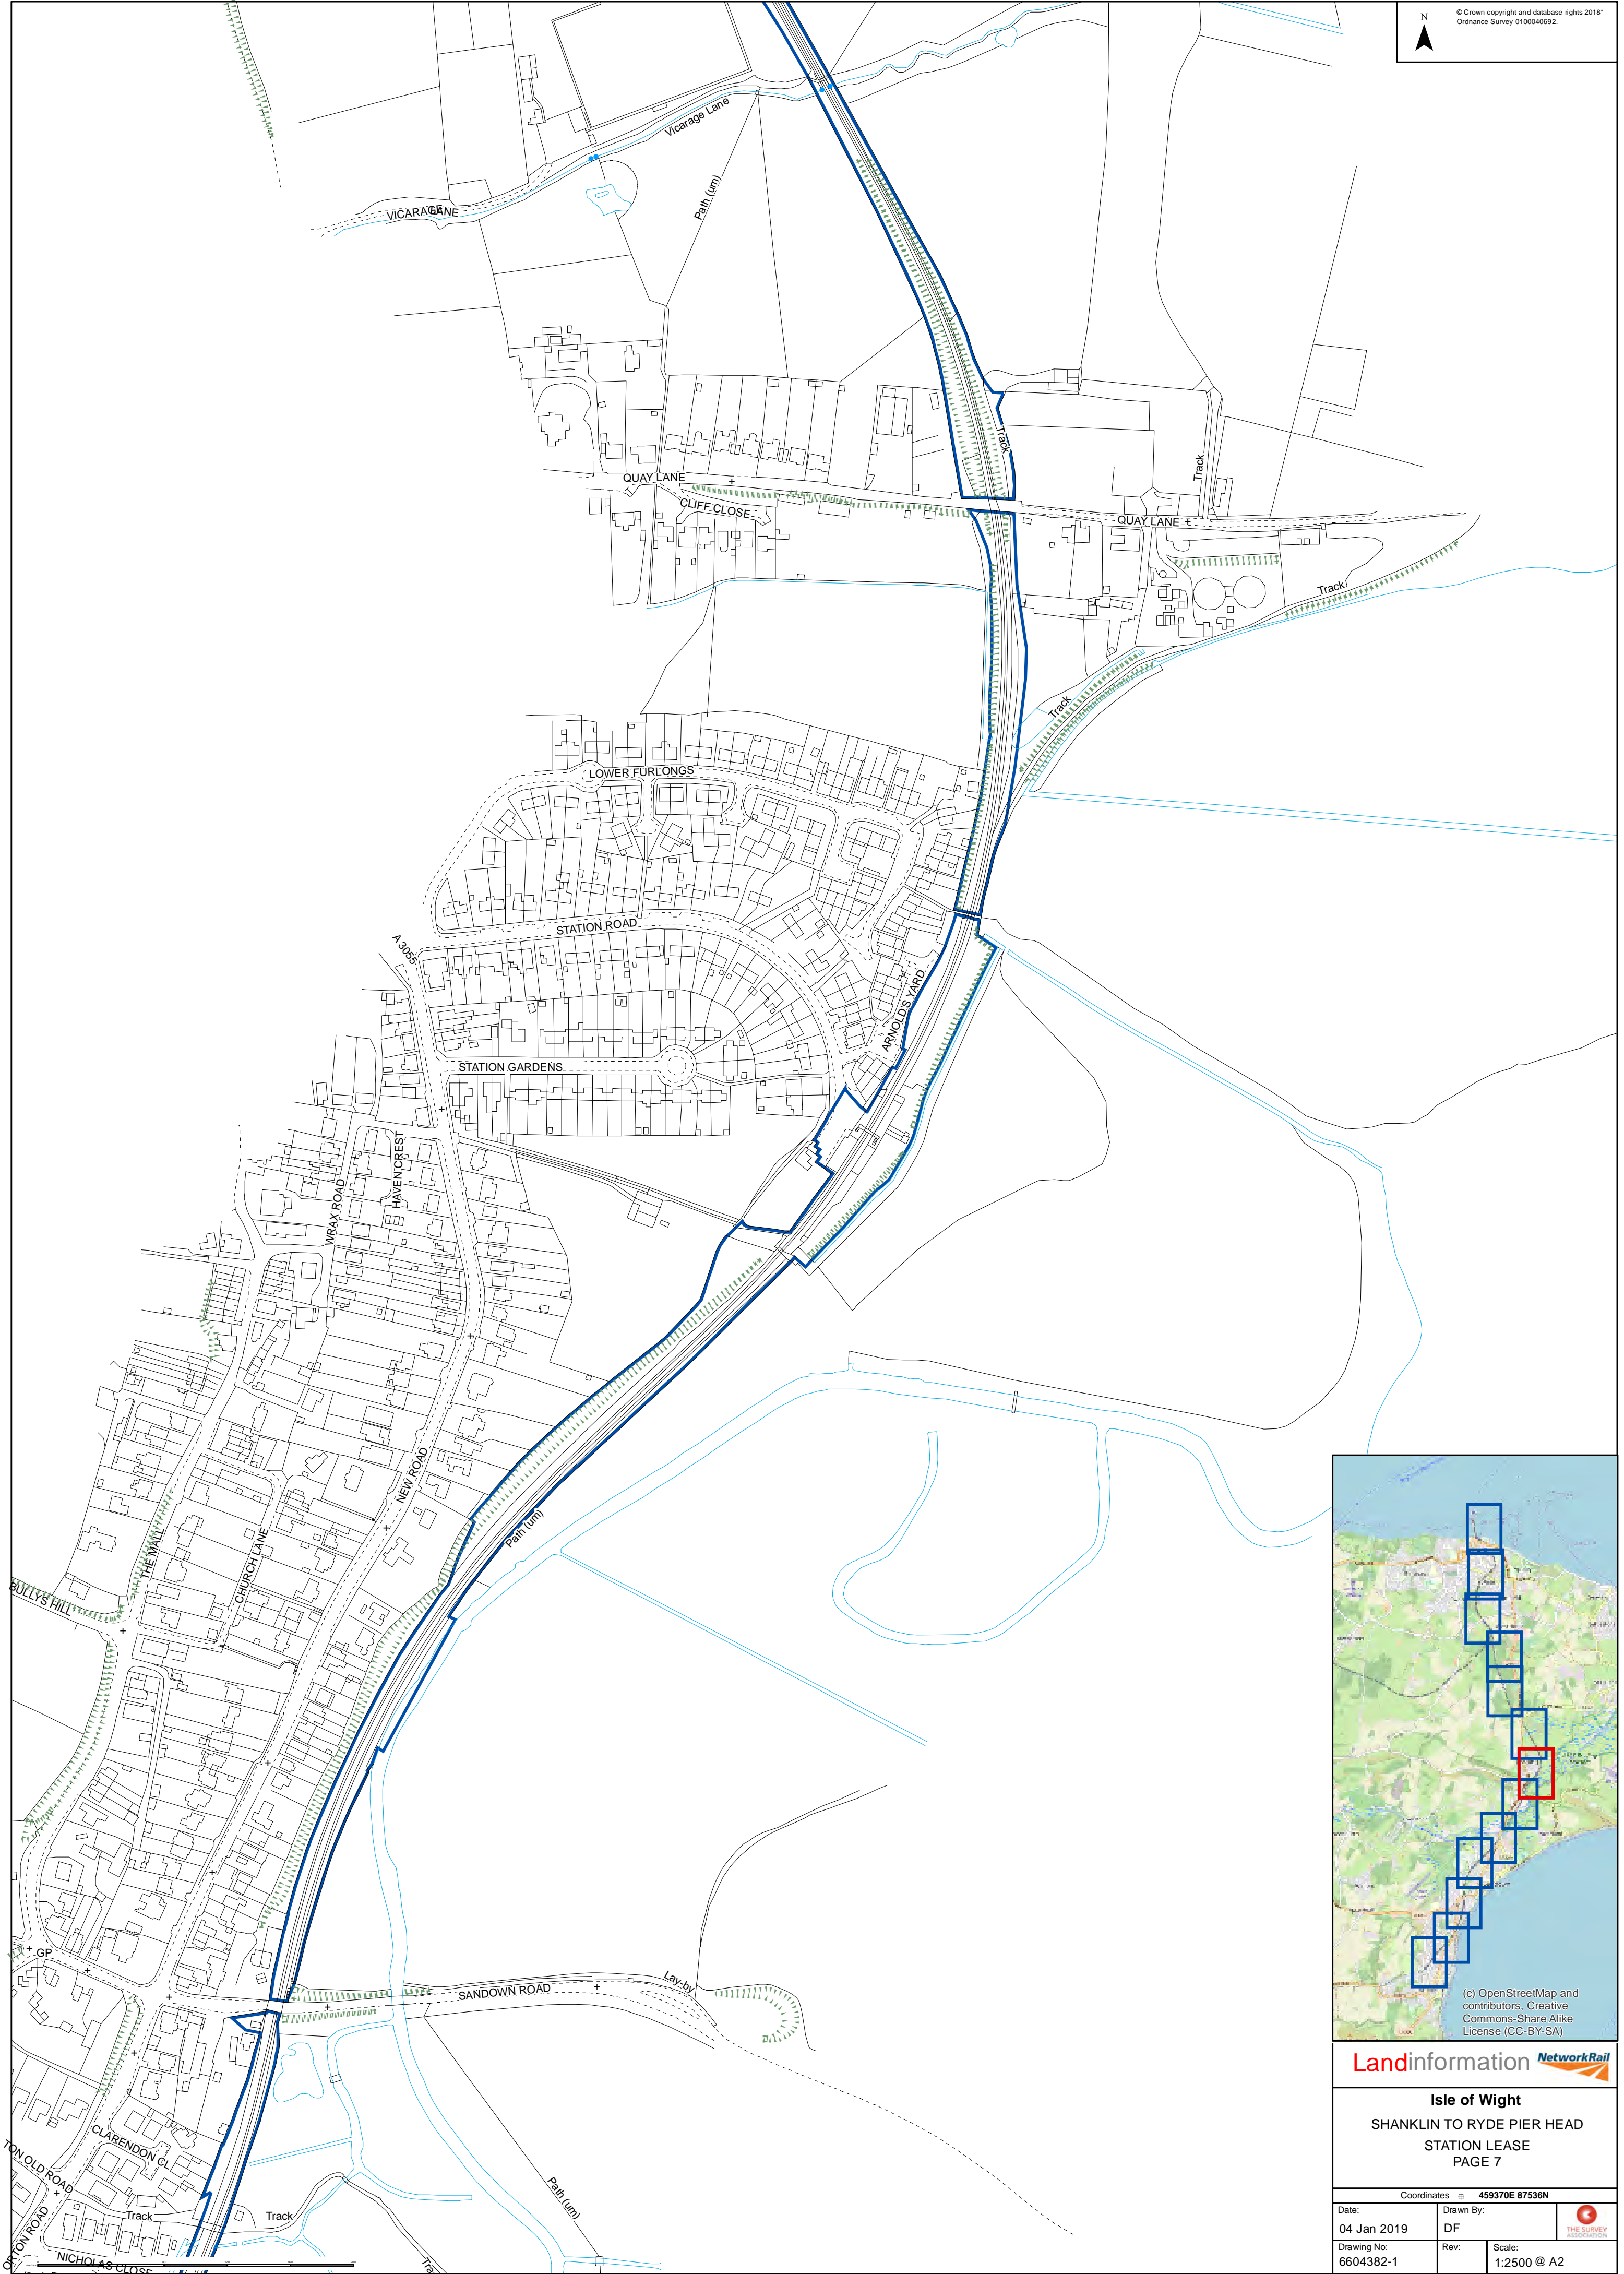 N
© Crown copyright and database rights 2018"
Ordnance Survey 0100040692.
Vicarage Lane
Path (um)
VICARAGE
LANE
Track
Track
QUAY LANE
CLIFF CLOSE
QUAY LANE
Track
Track
LOWER FURLONGS
STATION ROAD
A 3055
ARNOLDS YARD
STATION GARDENS
HAVEN CREST
WRAX ROAD
NEW ROAD
Path (um)
THE MALL
CHURCH LANE
BULLYS HILL
GP
SANDOWN ROAD
Lay-by
CLARENDON CL
TON OLD ROAD
Track
Track
Path (um)
ORTON ROAD
NICHOLAS CLOSE
Tra
(c) OpenStreetMap and
contributors, Creative
Commons-Share Alike
License (CC-BY-SA)
Landinformation NetworkRail
Isle of Wight
SHANKLIN TO RYDE PIER HEAD
STATION LEASE
PAGE 7
Coordinates 459370E 87536N
Date:
04 Jan 2019
Drawn By:
DF
THE SURVEY
ASSOCIATION
Drawing No:
6604382-1
Rev:
Scale:
1:2500 @ A2